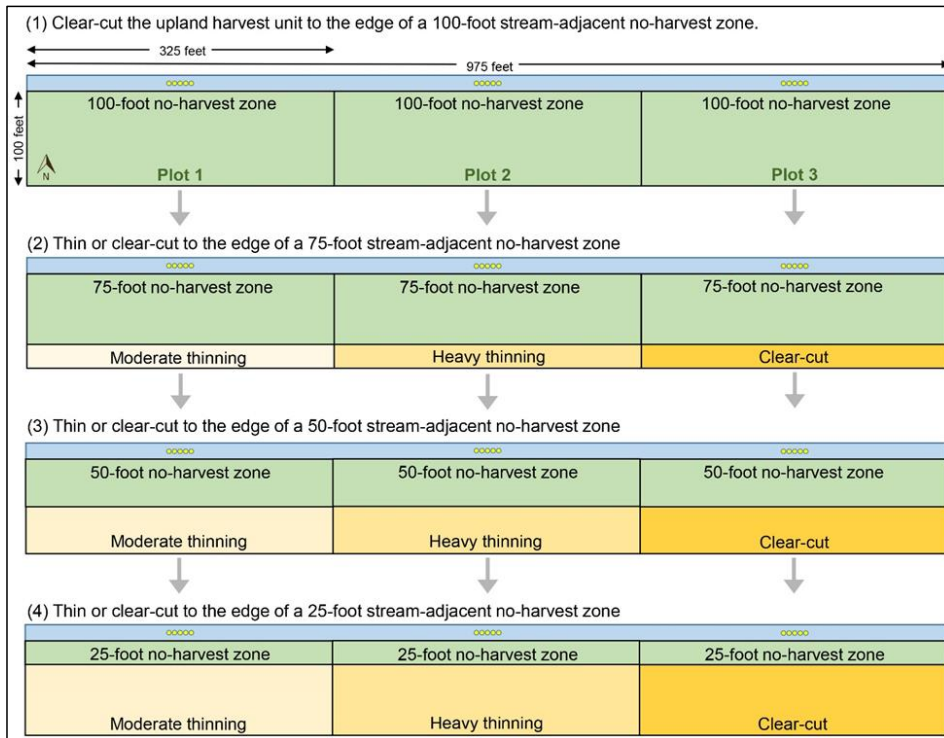 (1) Clear-cut the upland harvest unit to the edge of a 100-foot stream-adjacent no-harvest zone.
325 feet
975 feet
100 feet
100-foot no-harvest zone 100-foot no-harvest zone 100-foot no-harvest zone
N
Plot 1 Plot 2 Plot 3
(2) Thin or clear-cut to the edge of a 75-foot stream-adjacent no-harvest zone
75-foot no-harvest zone 75-foot no-harvest zone 75-foot no-harvest zone
Moderate thinning Heavy thinning Clear-cut
(3) Thin or clear-cut to the edge of a 50-foot stream-adjacent no-harvest zone
50-foot no-harvest zone 50-foot no-harvest zone 50-foot no-harvest zone
Moderate thinning Heavy thinning Clear-cut
(4) Thin or clear-cut to the edge of a 25-foot stream-adjacent no-harvest zone
25-foot no-harvest zone 25-foot no-harvest zone 25-foot no-harvest zone
Moderate thinning Heavy thinning Clear-cut